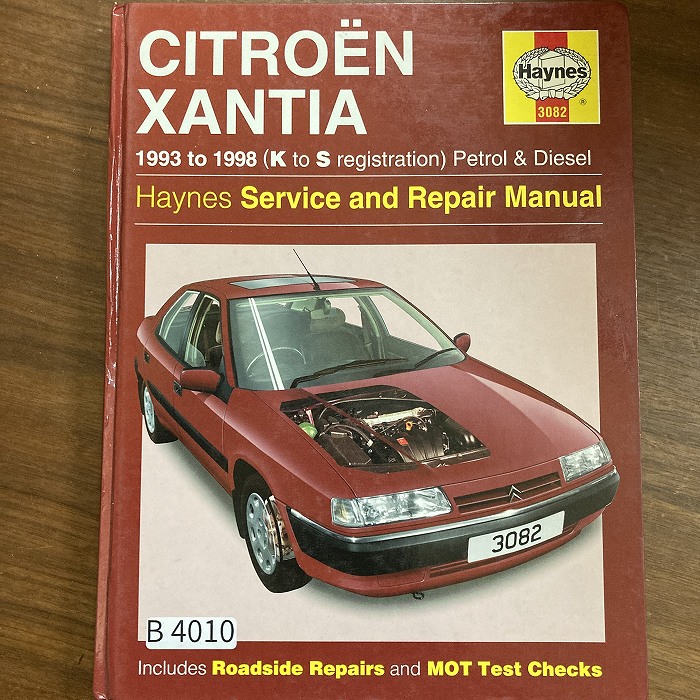 CITROËN
XANTIA
Haynes
3082
®
1993 to 1998 (K to S registration) Petrol & Diesel
Haynes Service and Repair Manual
3082
B 4010
Includes Roadside Repairs and MOT Test Checks